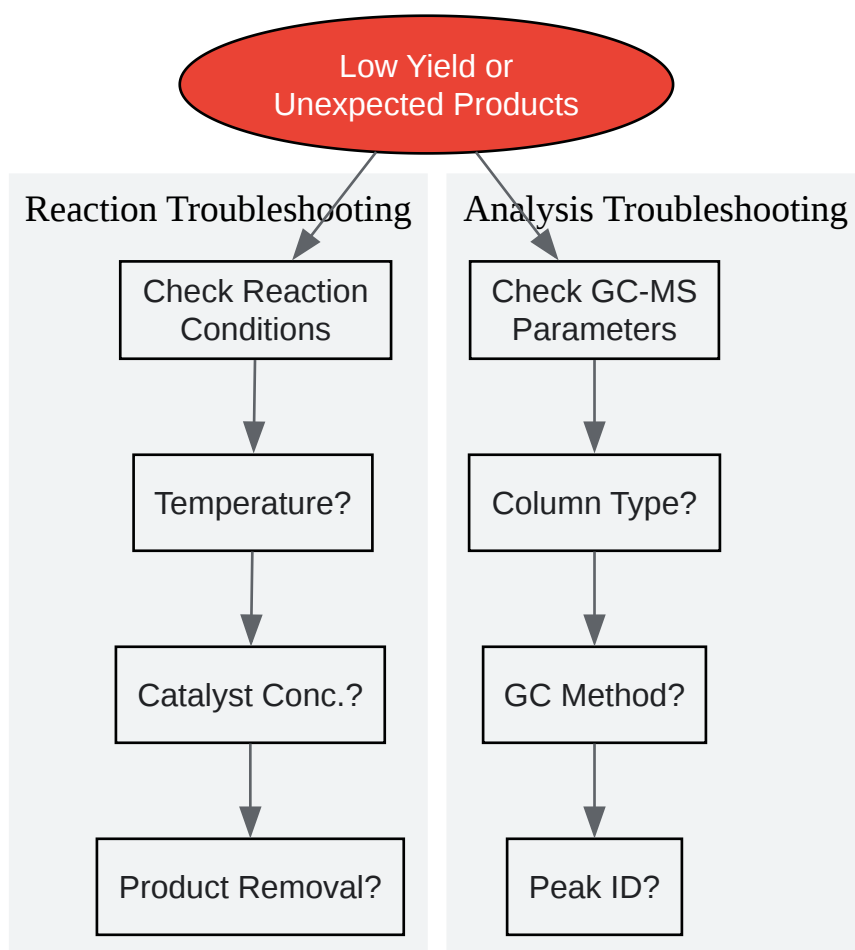 Low Yield or
Unexpected Products
Reaction Troubleshooting
Check Reaction
Conditions
Temperature?
Catalyst Conc.?
Product Removal?
Analysis Troubleshooting
Check GC-MS
Parameters
Column Type?
GC Method?
Peak ID?